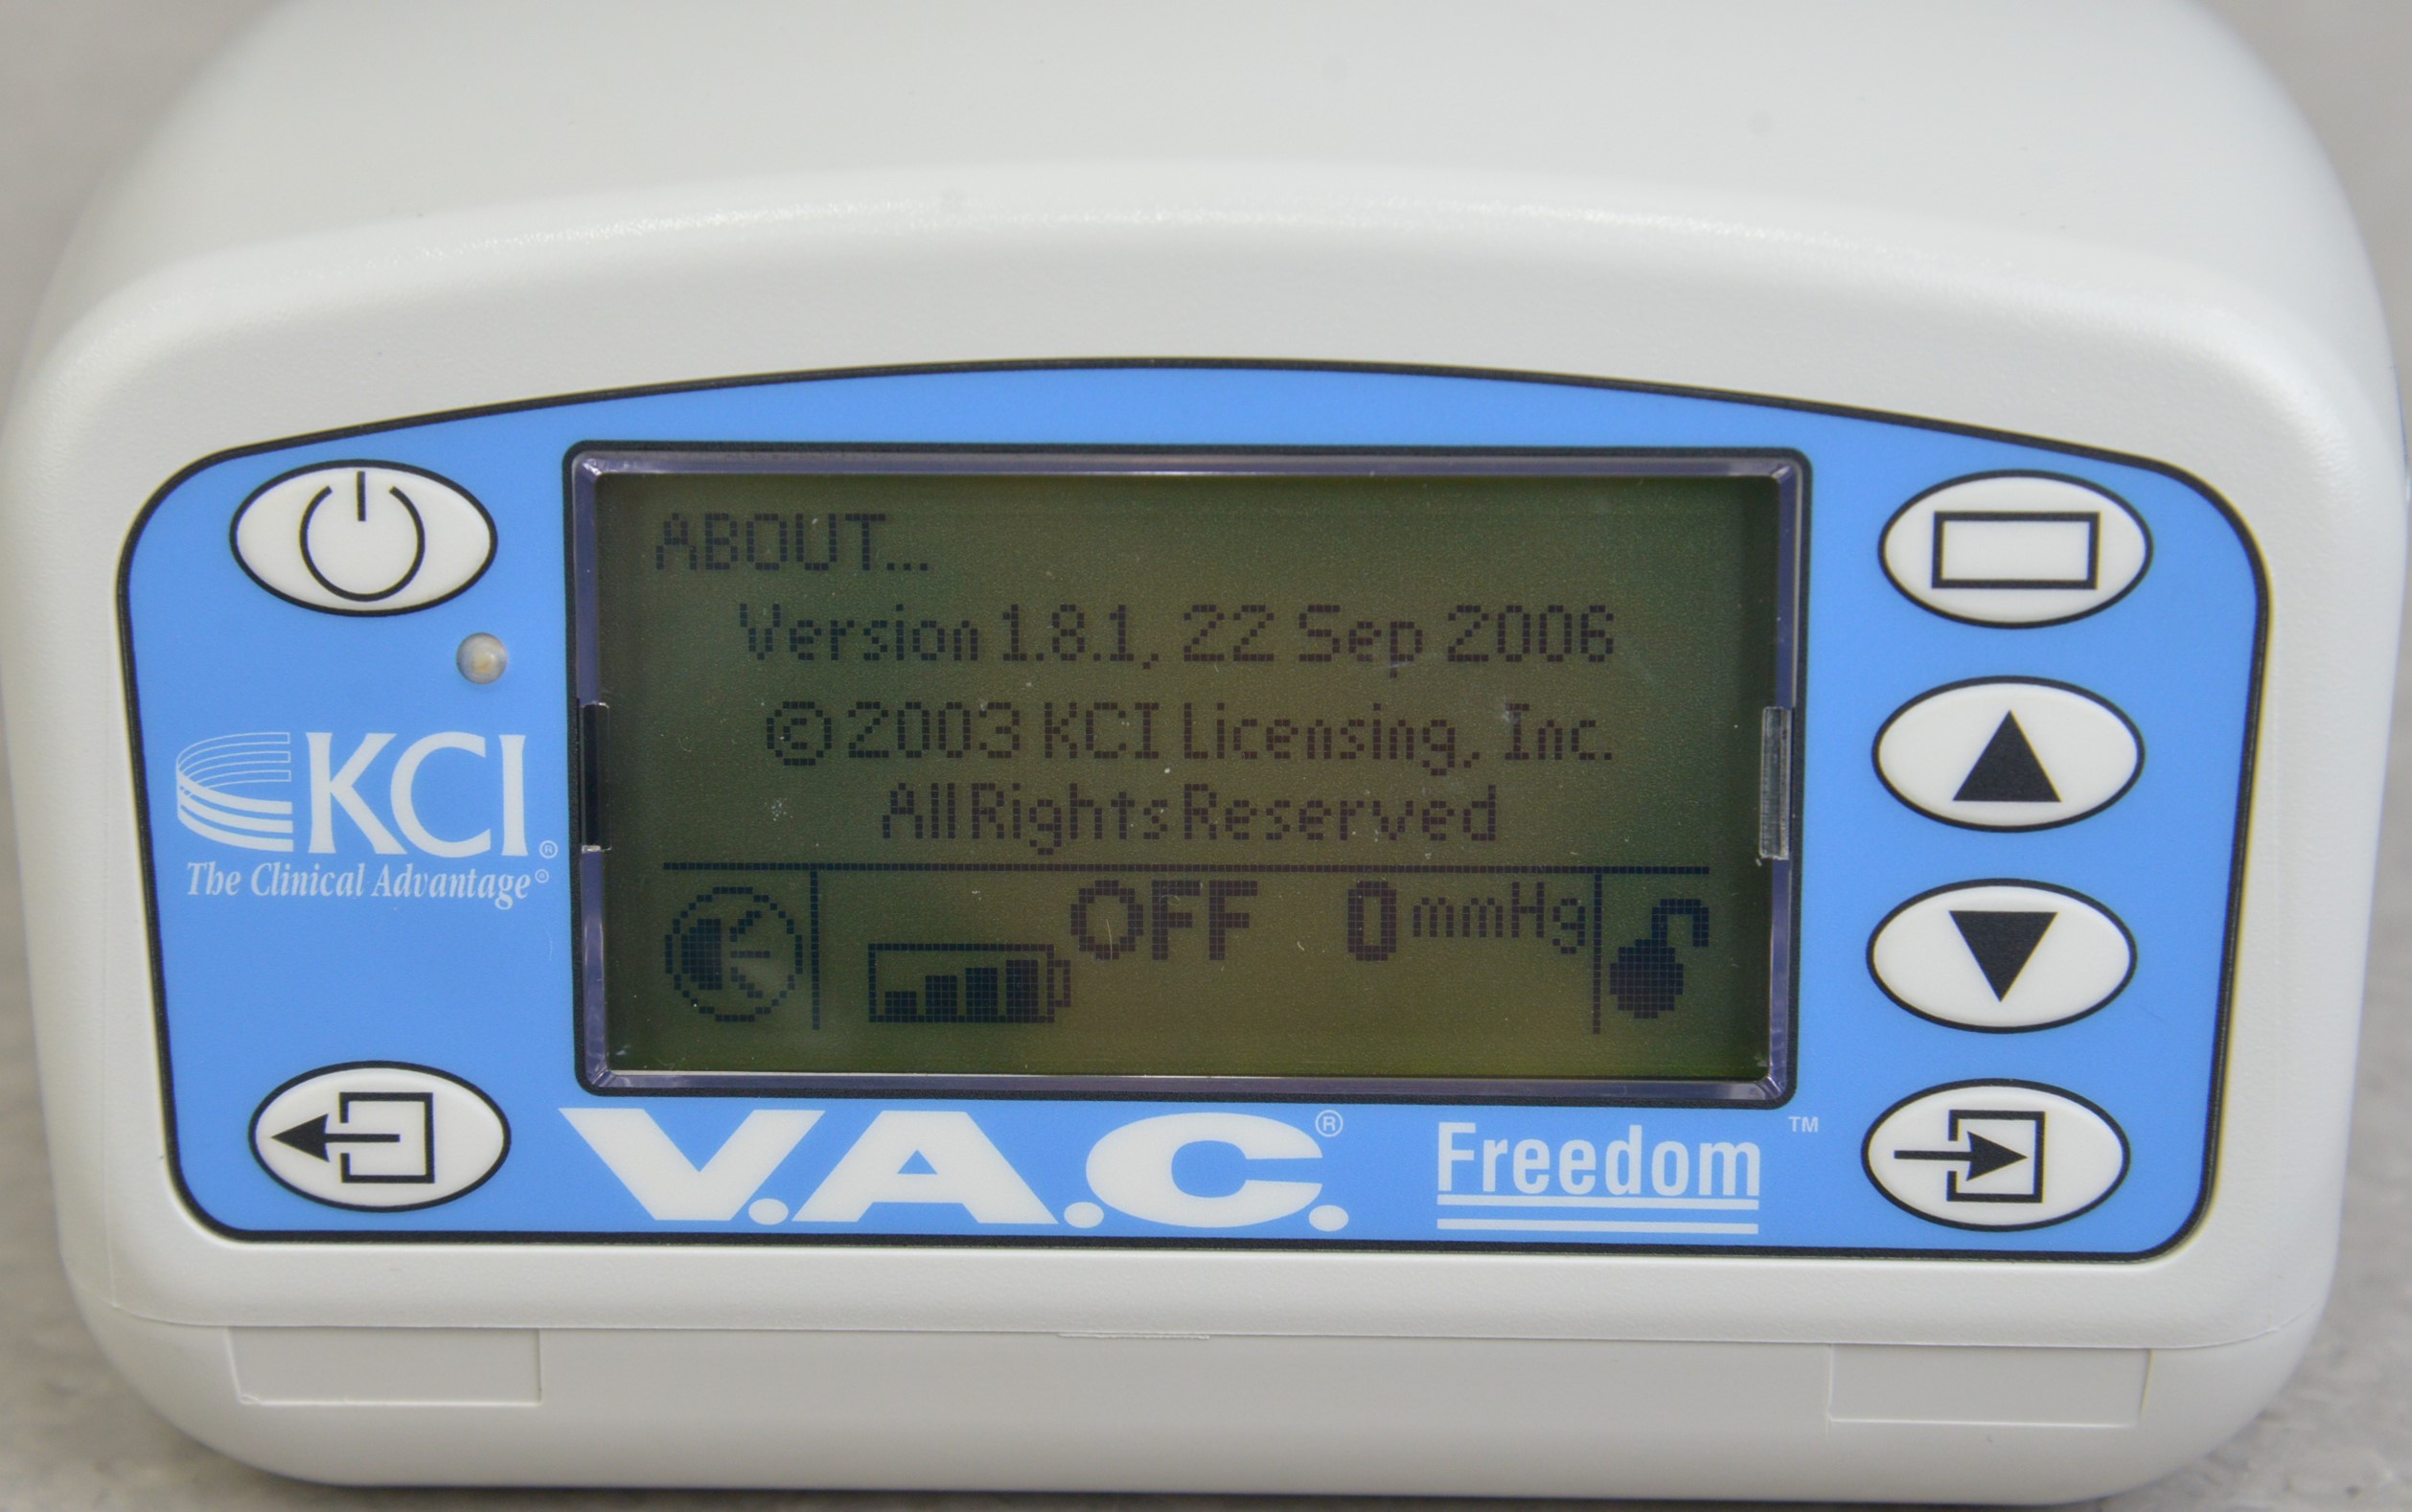 ABOUT...
Version 1.8.1, 22 Sep 2006
© 2003 KCI Licensing, Inc.
All Rights Reserved
OFF 0 mmHg
KCI®
The Clinical Advantage®
V.A.C.® Freedom™